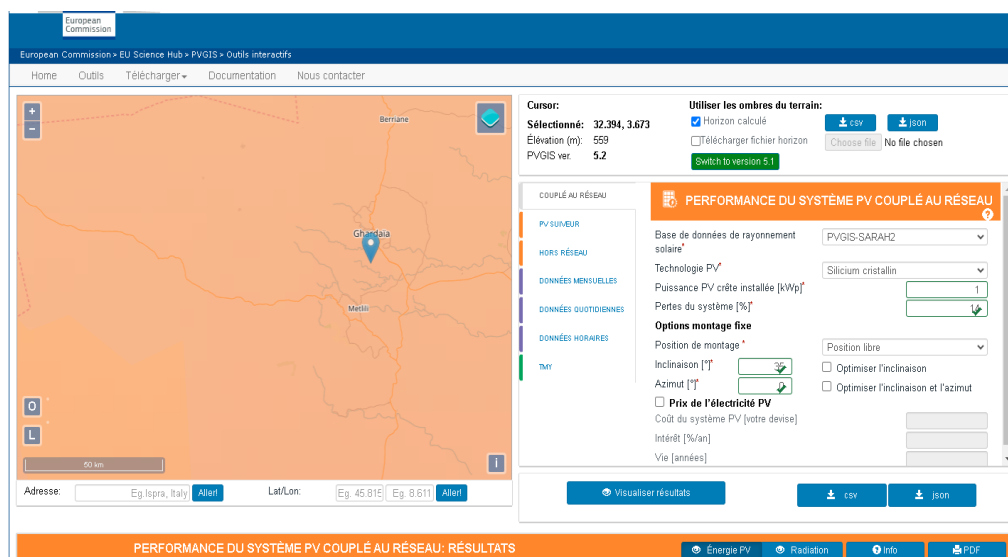 European
Commission
European Commission > EU Science Hub > PVGIS > Outils interactifs
Home Outils Télécharger Documentation Nous contacter
+
-
Berriane
Ghardaia
Metlili
O
L
50 km
i
Adresse: Eg.Ispra, Italy Aller! Lat/Lon: Eg. 45.815 Eg. 8.611 Aller!
Cursor:
Sélectionné: 32.394, 3.673
Élévation (m): 559
PVGIS ver. 5.2
Utiliser les ombres du terrain:
Horizon calculé csv json
Télécharger fichier horizon Choose file No file chosen
Switch to version 5.1
COUPLÉ AU RÉSEAU
PV SUIVEUR
HORS RÉSEAU
DONNÉES MENSUELLES
DONNÉES QUOTIDIENNES
DONNÉES HORAIRES
TMY
PERFORMANCE DU SYSTÈME PV COUPLÉ AU RÉSEAU
?
Base de données de rayonnement
solaire* PVGIS-SARAH2
Technologie PV* Silicium cristallin
Puissance PV crête installée [kWp]* 1
Pertes du système [%]* 14
Options montage fixe
Position de montage * Position libre
Inclinaison [°]* 35 Optimiser l'inclinaison
Azimut [°]* 0 Optimiser l'inclinaison et l'azimut
Prix de l'électricité PV
Coût du système PV [votre devise]
Intérêt [%/an]
Vie [années]
Visualiser résultats csv json
PERFORMANCE DU SYSTÈME PV COUPLÉ AU RÉSEAU: RÉSULTATS Énergie PV Radiation Info PDF